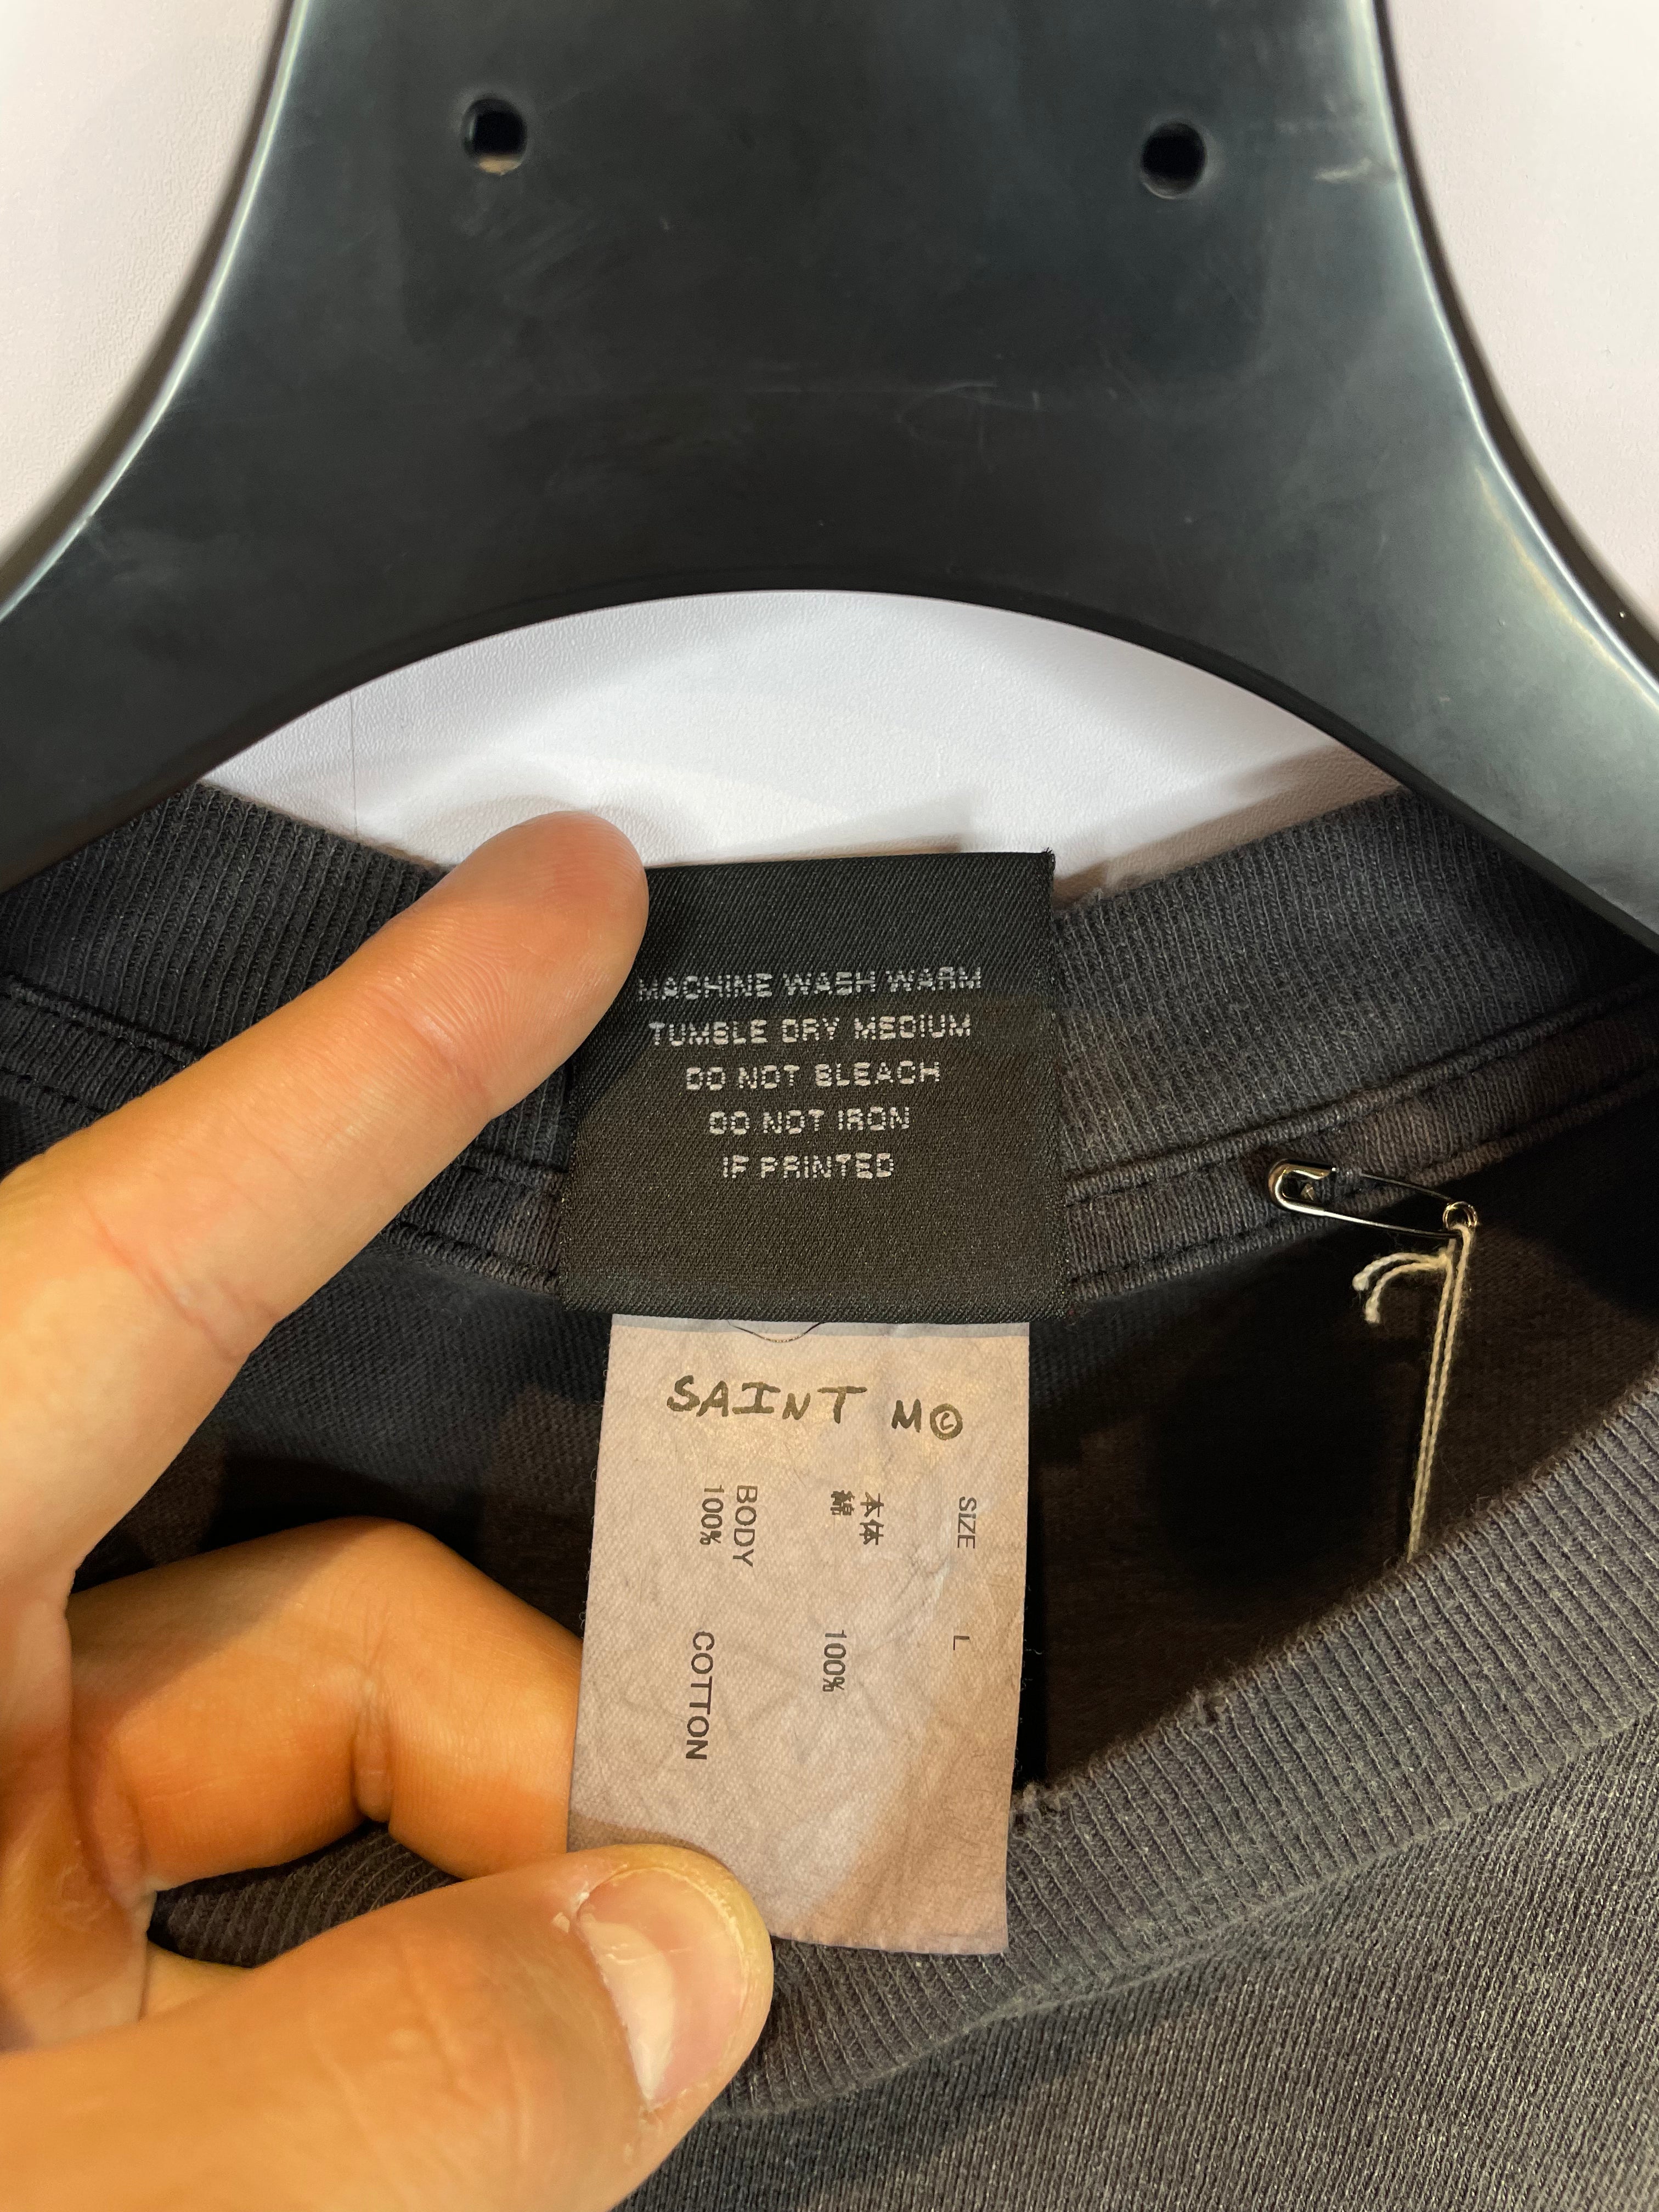 MACHINE WASH WARM
TUMBLE DRY MEDIUM
DO NOT BLEACH
DO NOT IRON
IF PRINTED
SAINT M©
SIZE L
本体
綿 100%
BODY
100% COTTON